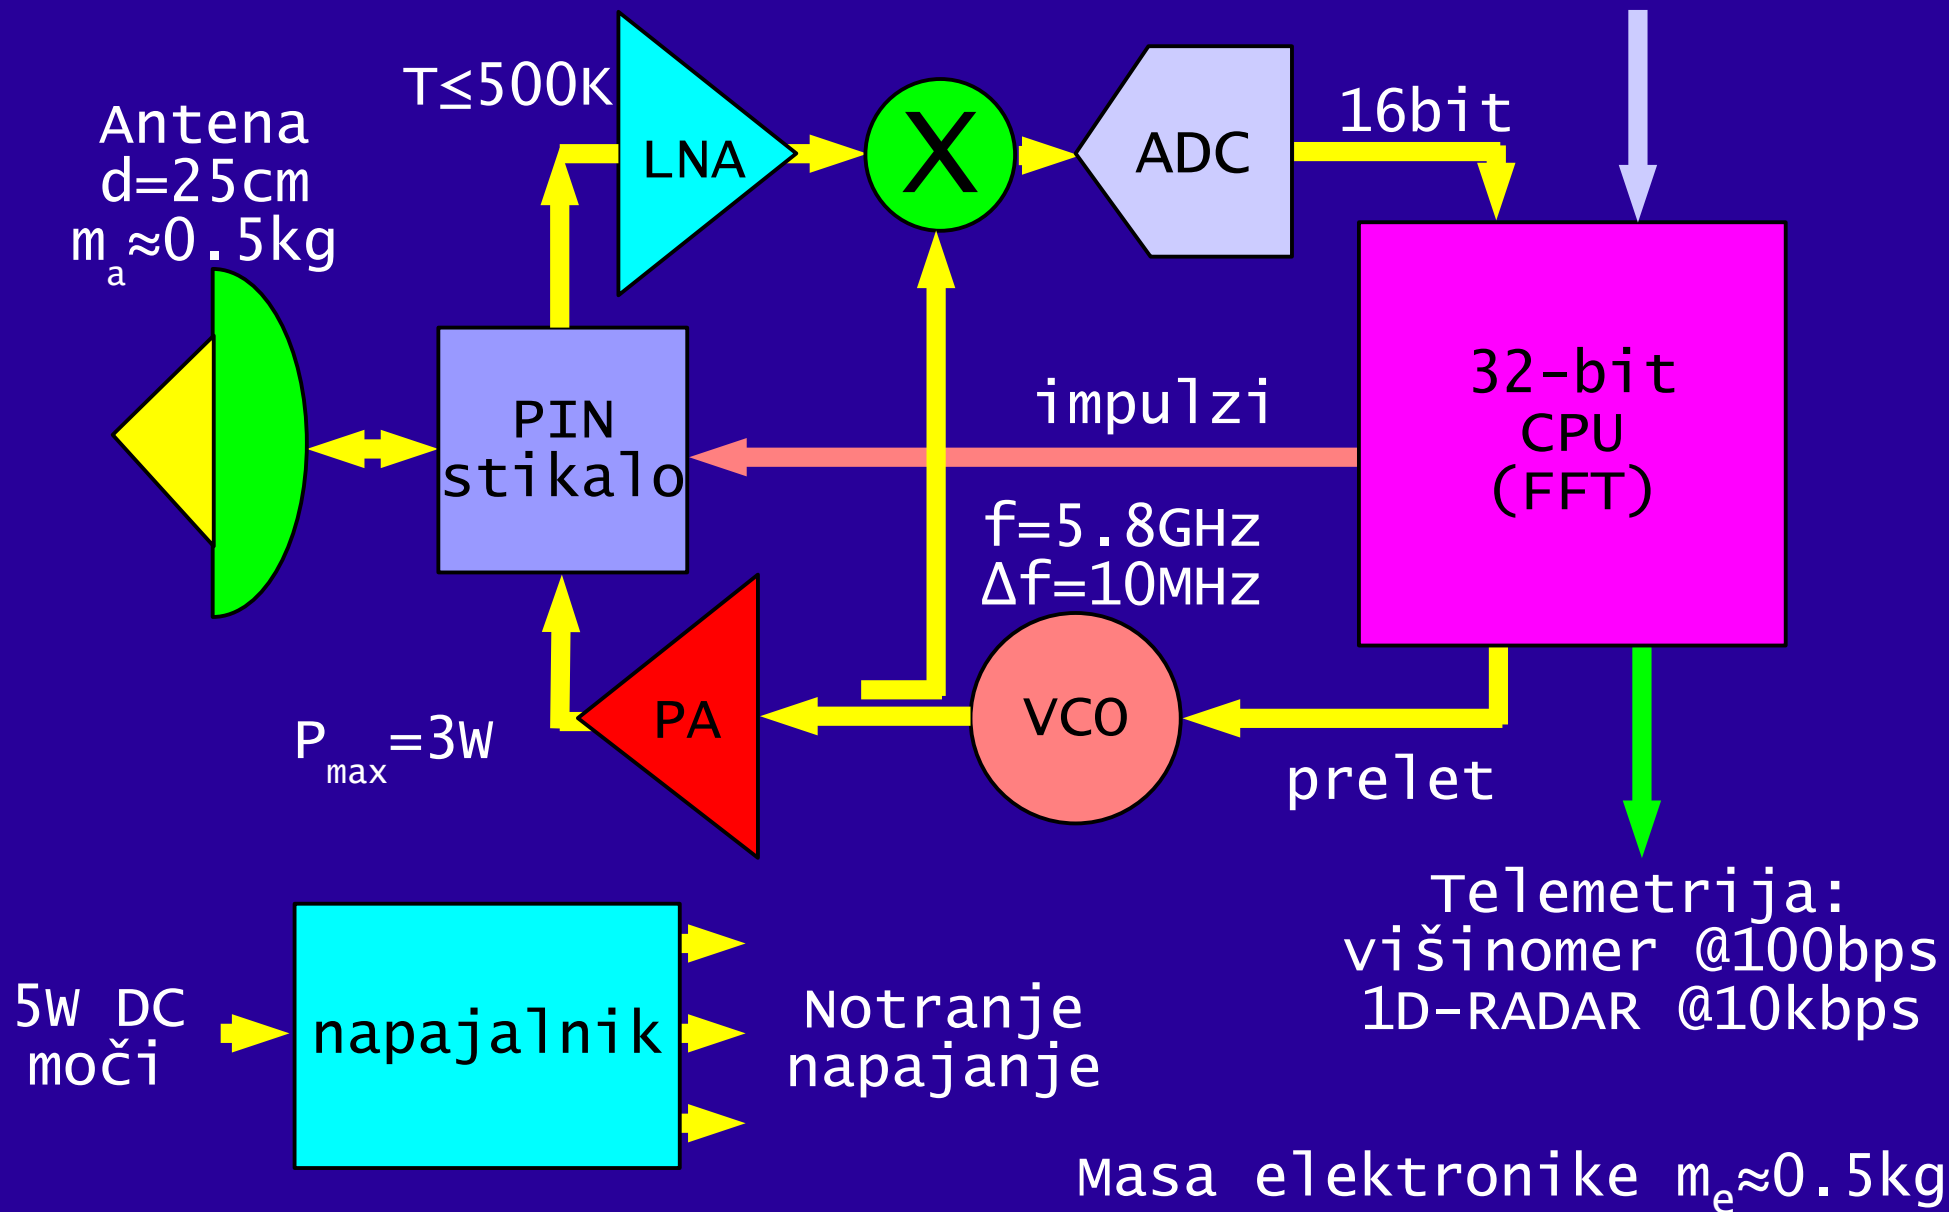 Antena
d=25cm
mₐ≈0.5kg
T≤500K
LNA
X
ADC
16bit
PIN
stikalo
impulzi
32-bit
CPU
(FFT)
f=5.8GHz
Δf=10MHz
PA
VCO
Pmax=3W
prelet
Telemetrija:
višinomer @100bps
1D-RADAR @10kbps
5W DC
moči
napajalnik
Notranje
napajanje
Masa elektronike mₑ≈0.5kg